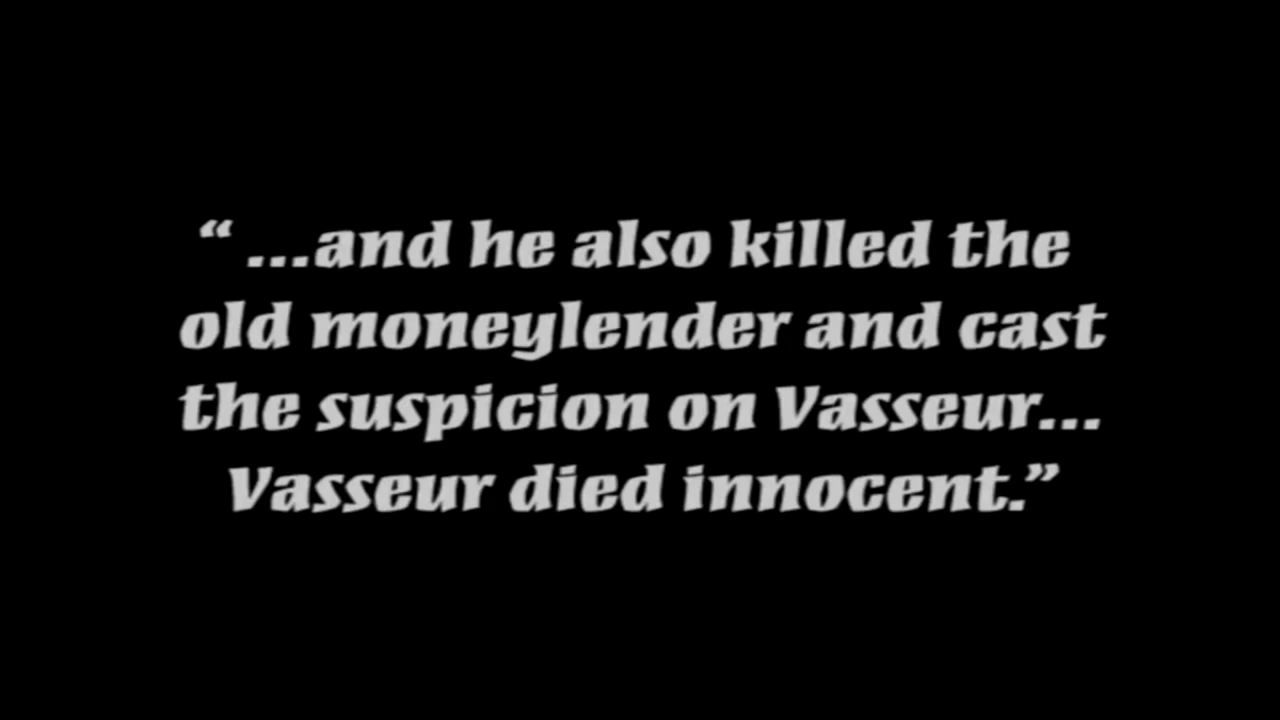 “ ...and he also killed the
old moneylender and cast
the suspicion on Vasseur...
Vasseur died innocent.”